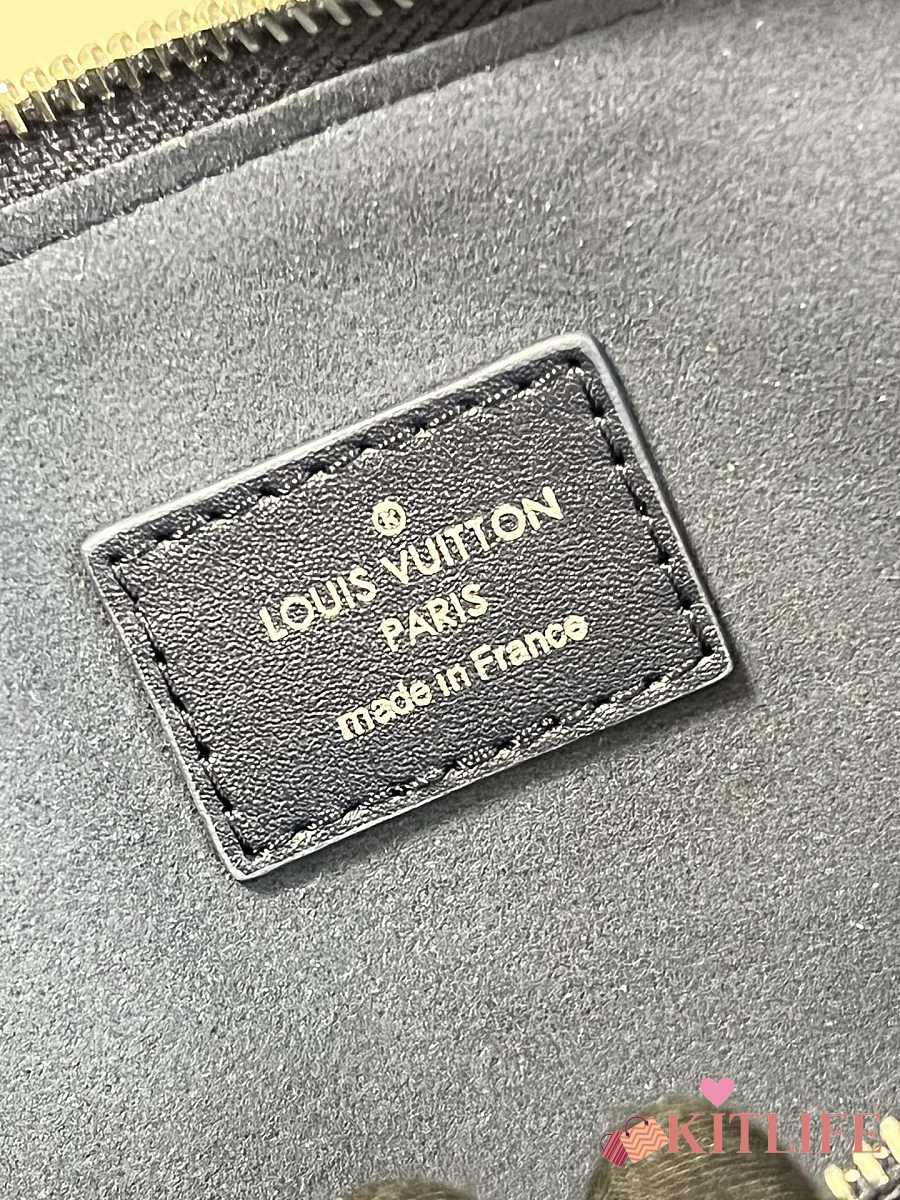 Ⓚ
LOUIS VUITTON
PARIS
made in France
KITLIFE